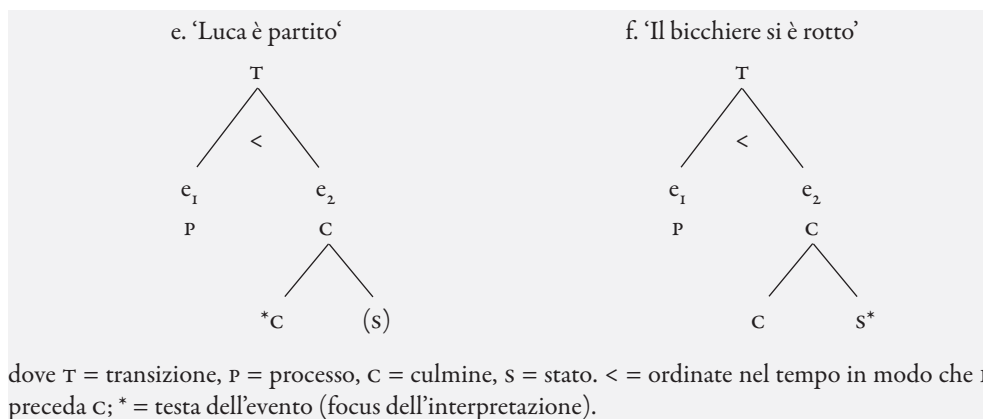 e. ‘Luca è partito‘ f. ‘Il bicchiere si è rotto’
T T
< <
e₁ e₂ e₁ e₂
P C P C
*C (S) C S*
dove T = transizione, P = processo, C = culmine, S = stato. < = ordinate nel tempo in modo che
preceda C; * = testa dell’evento (focus dell’interpretazione).